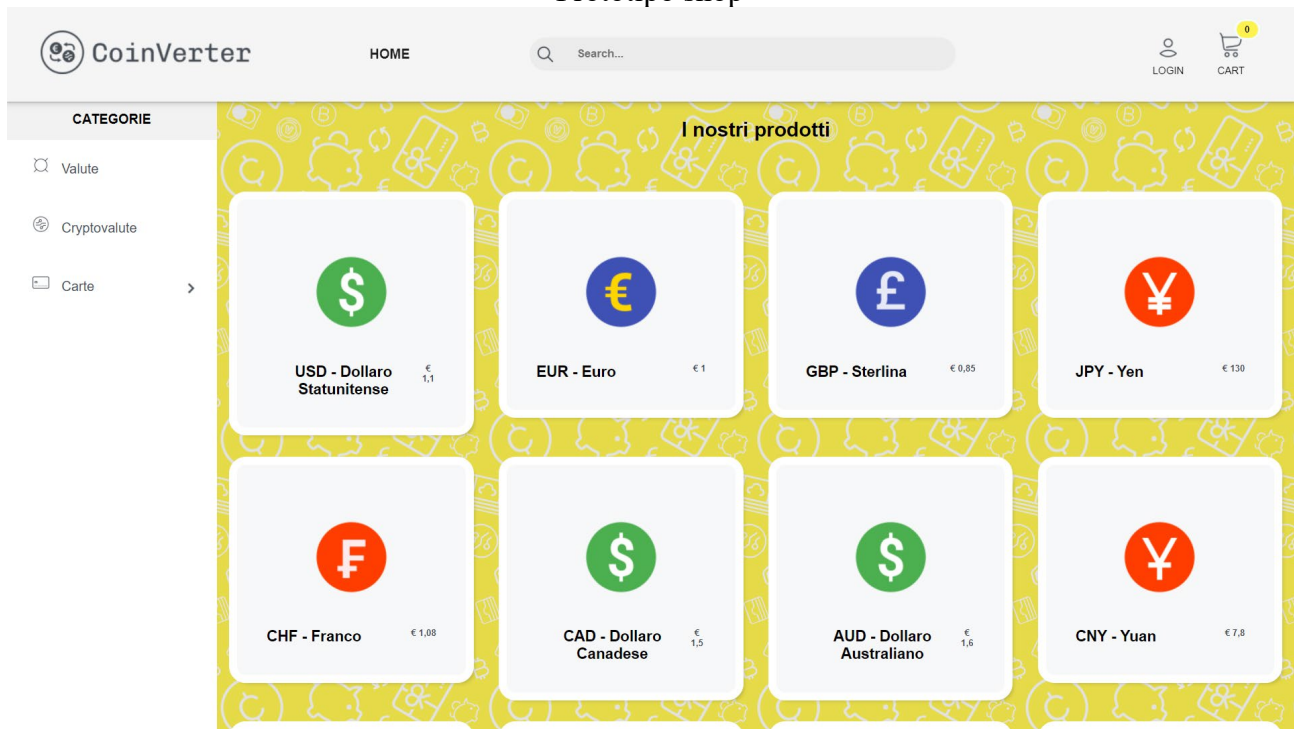 Prototipo shop
CoinVerter
HOME
Search...
0
LOGIN
CART
CATEGORIE
Valute
Cryptovalute
Carte
I nostri prodotti
USD - Dollaro
Statunitense
€
1,1
EUR - Euro
€ 1
GBP - Sterlina
€ 0,85
JPY - Yen
€ 130
CHF - Franco
€ 1,08
CAD - Dollaro
Canadese
€
1,5
AUD - Dollaro
Australiano
€
1,6
CNY - Yuan
€ 7,8